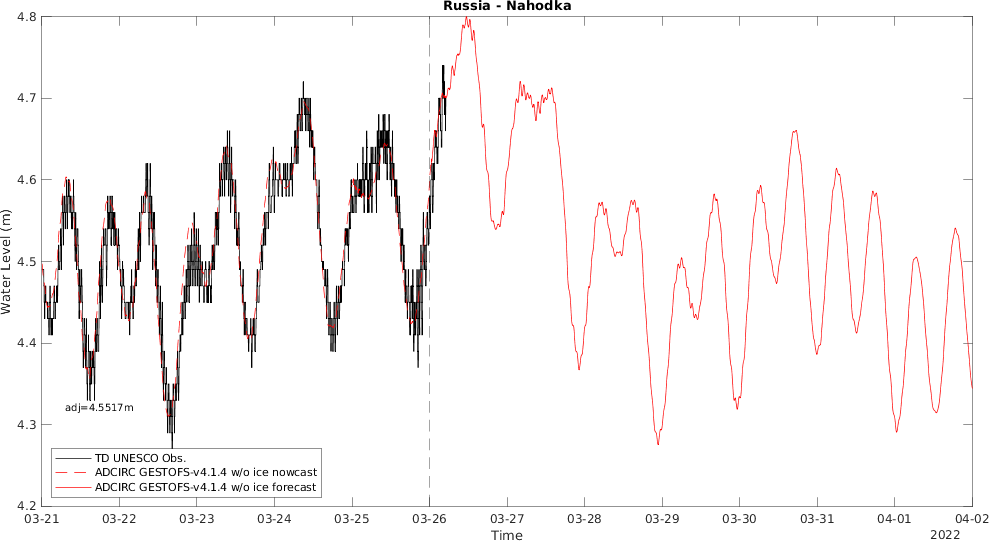 Russia - Nahodka
Water Level (m)
4.8
4.7
4.6
4.5
4.4
4.3
4.2
adj=4.5517m
TD UNESCO Obs.
ADCIRC GESTOFS-v4.1.4 w/o ice nowcast
ADCIRC GESTOFS-v4.1.4 w/o ice forecast
03-21 03-22 03-23 03-24 03-25 03-26 03-27 03-28 03-29 03-30 03-31 04-01 04-02
Time
2022